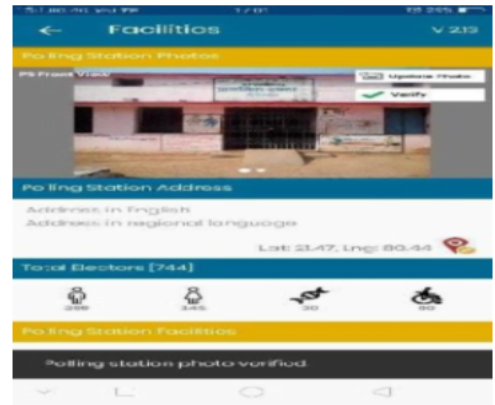 Facilities
V 2.13
Polling Station Photos
PS Front View
Update Photo
Verify
Polling Station Address
Address in English
Address in regional language
Lat: 21.47, Lng: 80.44
Total Electors [744]
Polling Station Facilities
Polling station photo verified